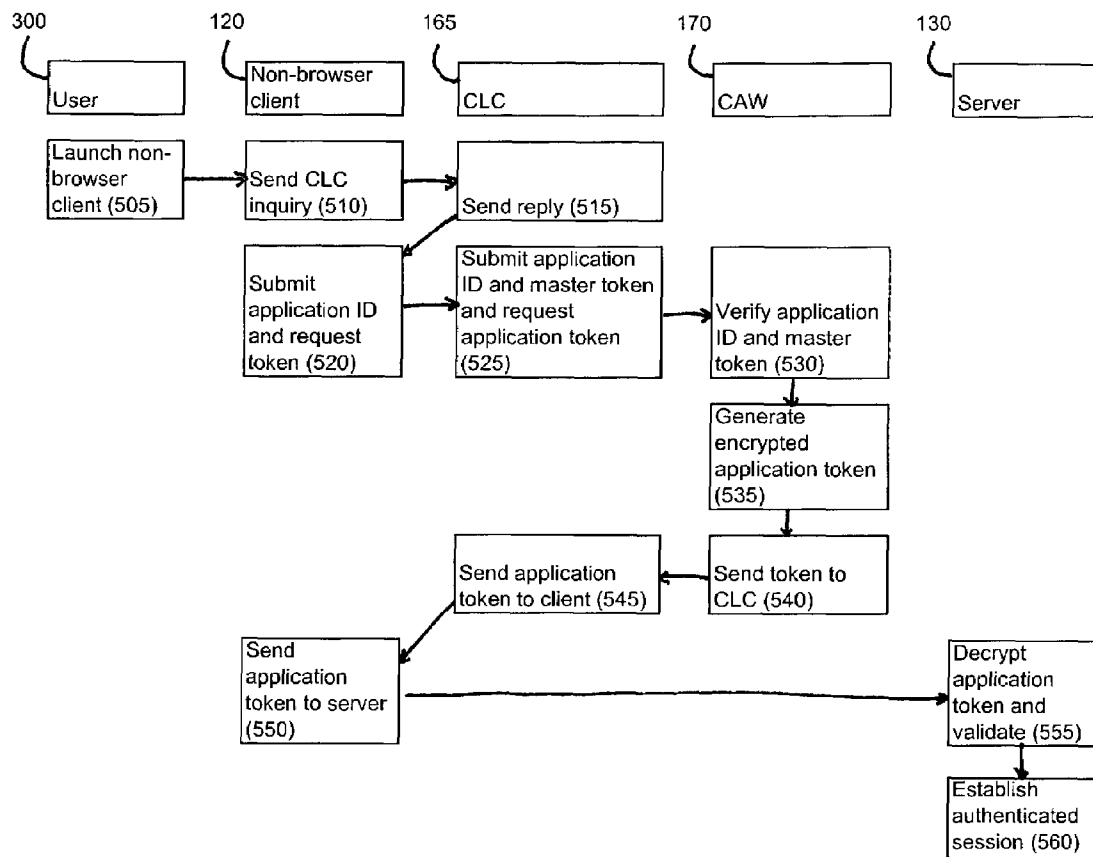 300
120
165
170
130
User
Non-browser
client
CLC
CAW
Server
Launch non-
browser
client (505)
Send CLC
inquiry (510)
Send reply (515)
Submit
application ID
and request
token (520)
Submit application
ID and master token
and request
application token
(525)
Verify application
ID and master
token (530)
Generate
encrypted
application token
(535)
Send application
token to client (545)
Send token to
CLC (540)
Send
application
token to server
(550)
Decrypt
application
token and
validate (555)
Establish
authenticated
session (560)